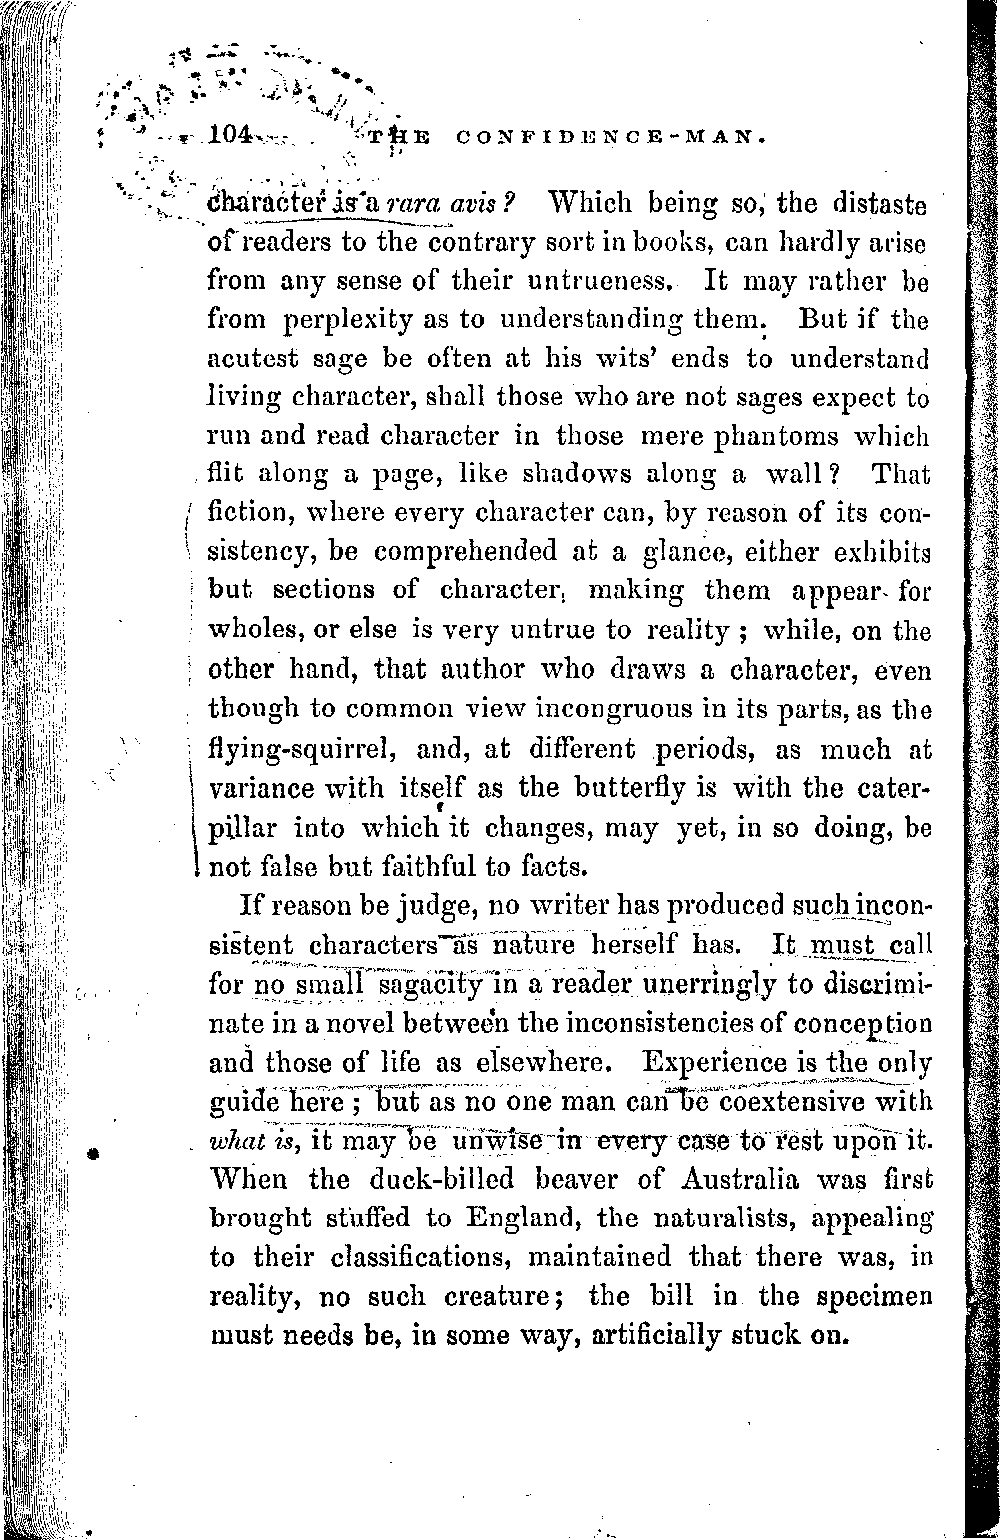 104 THE CONFIDENCE-MAN.
character is a rara avis? Which being so, the distaste
of readers to the contrary sort in books, can hardly arise
from any sense of their untrueness. It may rather be
from perplexity as to understanding them. But if the
acutest sage be often at his wits' ends to understand
living character, shall those who are not sages expect to
run and read character in those mere phantoms which
flit along a page, like shadows along a wall? That
fiction, where every character can, by reason of its con-
sistency, be comprehended at a glance, either exhibits
but sections of character, making them appear for
wholes, or else is very untrue to reality; while, on the
other hand, that author who draws a character, even
though to common view incongruous in its parts, as the
flying-squirrel, and, at different periods, as much at
variance with itself as the butterfly is with the cater-
pillar into which it changes, may yet, in so doing, be
not false but faithful to facts.
If reason be judge, no writer has produced such incon-
sistent characters as nature herself has. It must call
for no small sagacity in a reader unerringly to discrimi-
nate in a novel between the inconsistencies of conception
and those of life as elsewhere. Experience is the only
guide here; but as no one man can be coextensive with
what is, it may be unwise in every case to rest upon it.
When the duck-billed beaver of Australia was first
brought stuffed to England, the naturalists, appealing
to their classifications, maintained that there was, in
reality, no such creature; the bill in the specimen
must needs be, in some way, artificially stuck on.